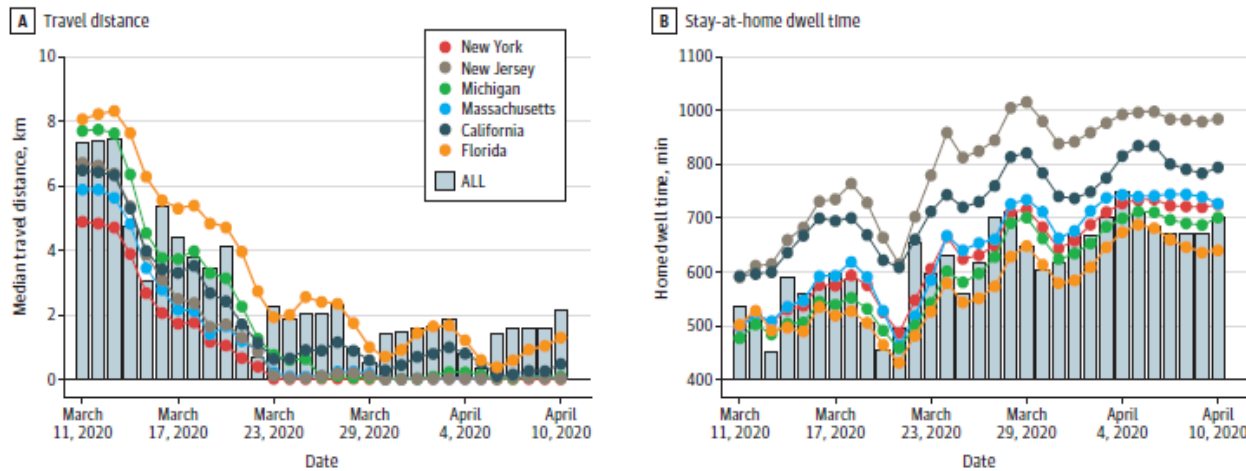 A Travel distance
10
8
6
4
2
0
Median travel distance, km
New York
New Jersey
Michigan
Massachusetts
California
Florida
ALL
March
11, 2020
March
17, 2020
March
23, 2020
March
29, 2020
April
4, 2020
April
10, 2020
Date
B Stay-at-home dwell time
1100
1000
800
700
600
500
400
Home dwell time, min
March
11, 2020
March
17, 2020
March
23, 2020
March
29, 2020
April
4, 2020
April
10, 2020
Date